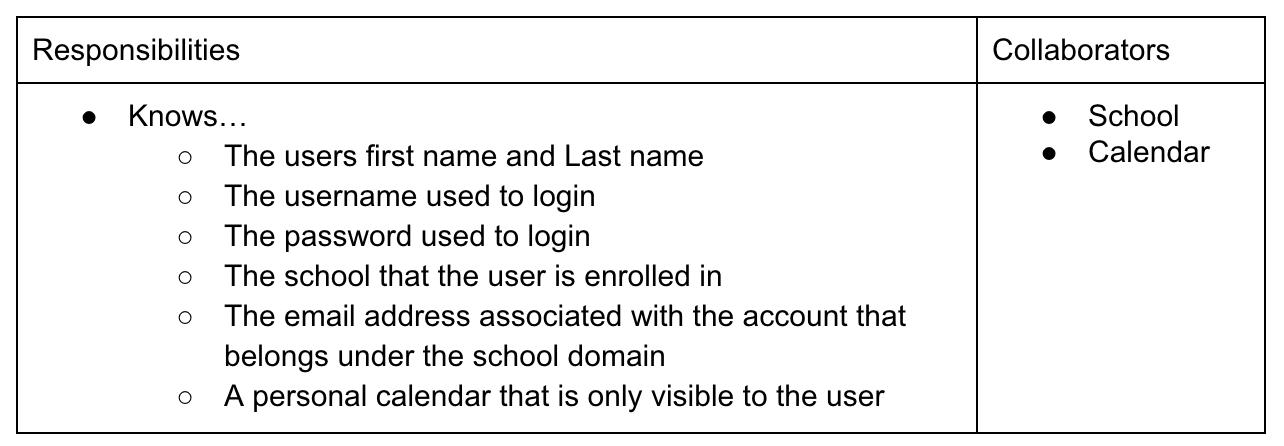 Responsibilities
Collaborators
● Knows…
○ The users first name and Last name
○ The username used to login
○ The password used to login
○ The school that the user is enrolled in
○ The email address associated with the account that
belongs under the school domain
○ A personal calendar that is only visible to the user
● School
● Calendar